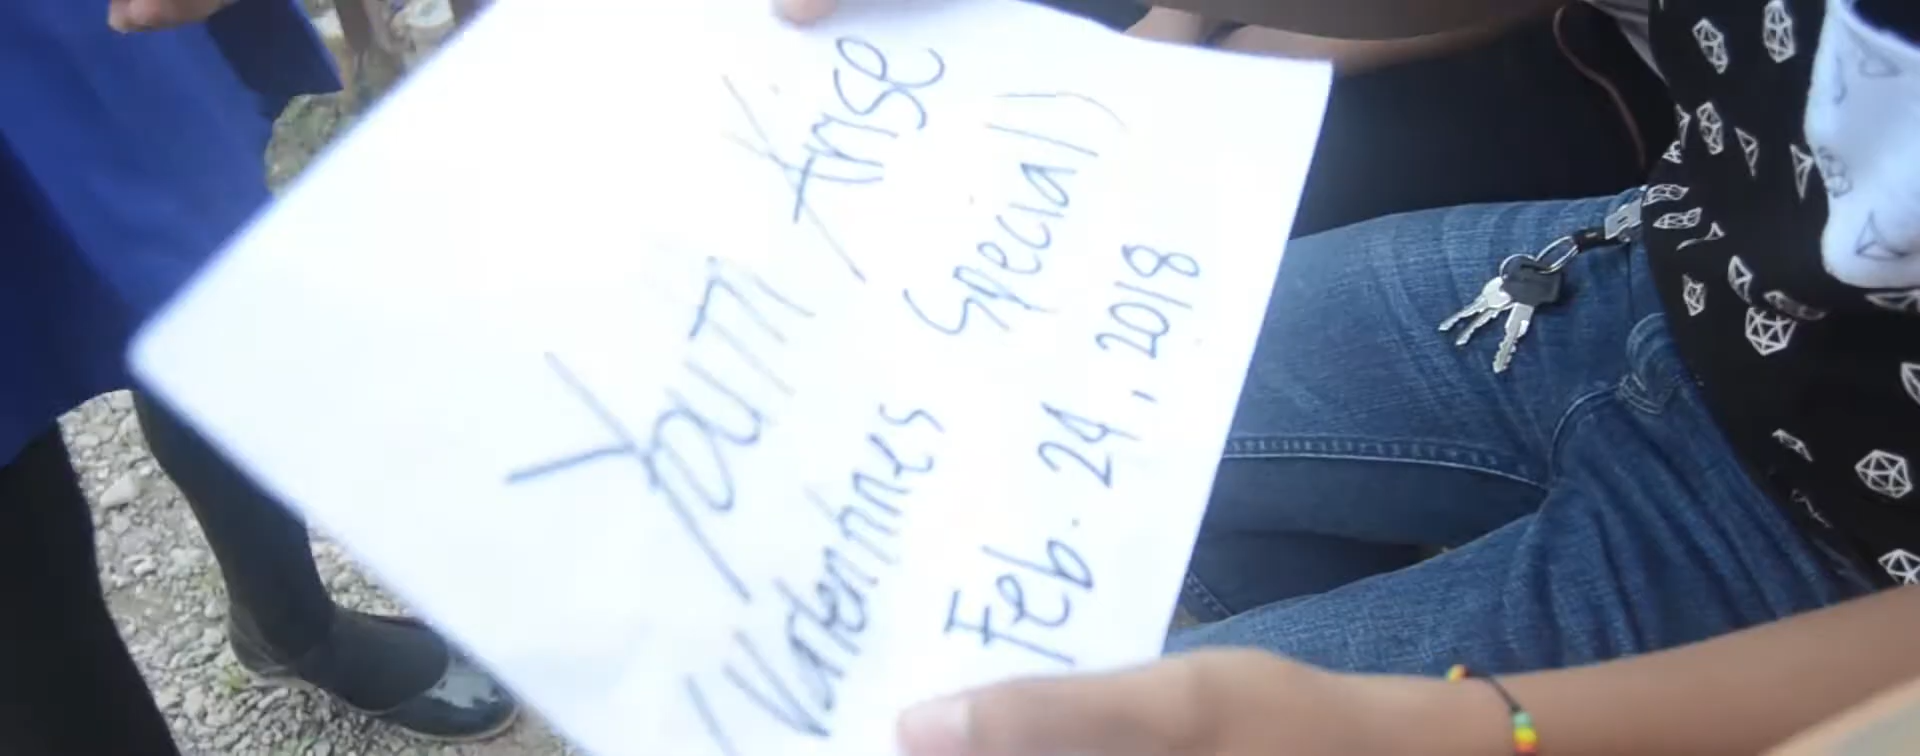 Youth Arise
(Valentines Special)
Feb. 24, 2018